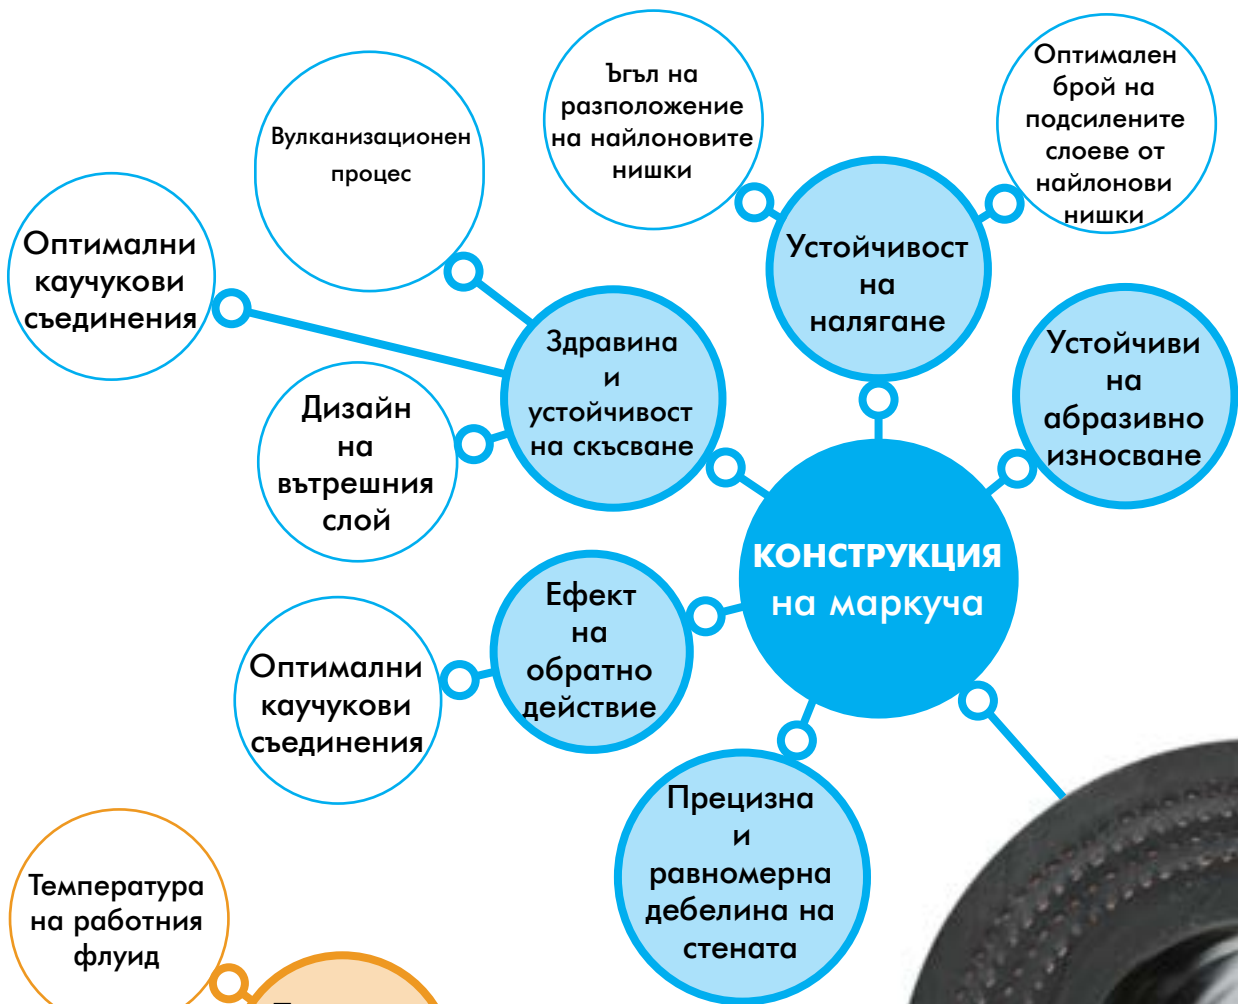 Ъгъл на
разположение
на найлоновите
нишки
Оптимален
брой на
подсилените
слоеве от
найлонови
нишки
Вулканизационен
процес
Оптимални
каучукови
съединения
Устойчивост
на
налягане
Здравина
и
устойчивост
на скъсване
Устойчиви
на
абразивно
износване
Дизайн
на
вътрешния
слой
КОНСТРУКЦИЯ
на маркуча
Ефект
на
обратно
действие
Оптимални
каучукови
съединения
Прецизна
и
равномерна
дебелина на
стената
Температура
на работния
флуид